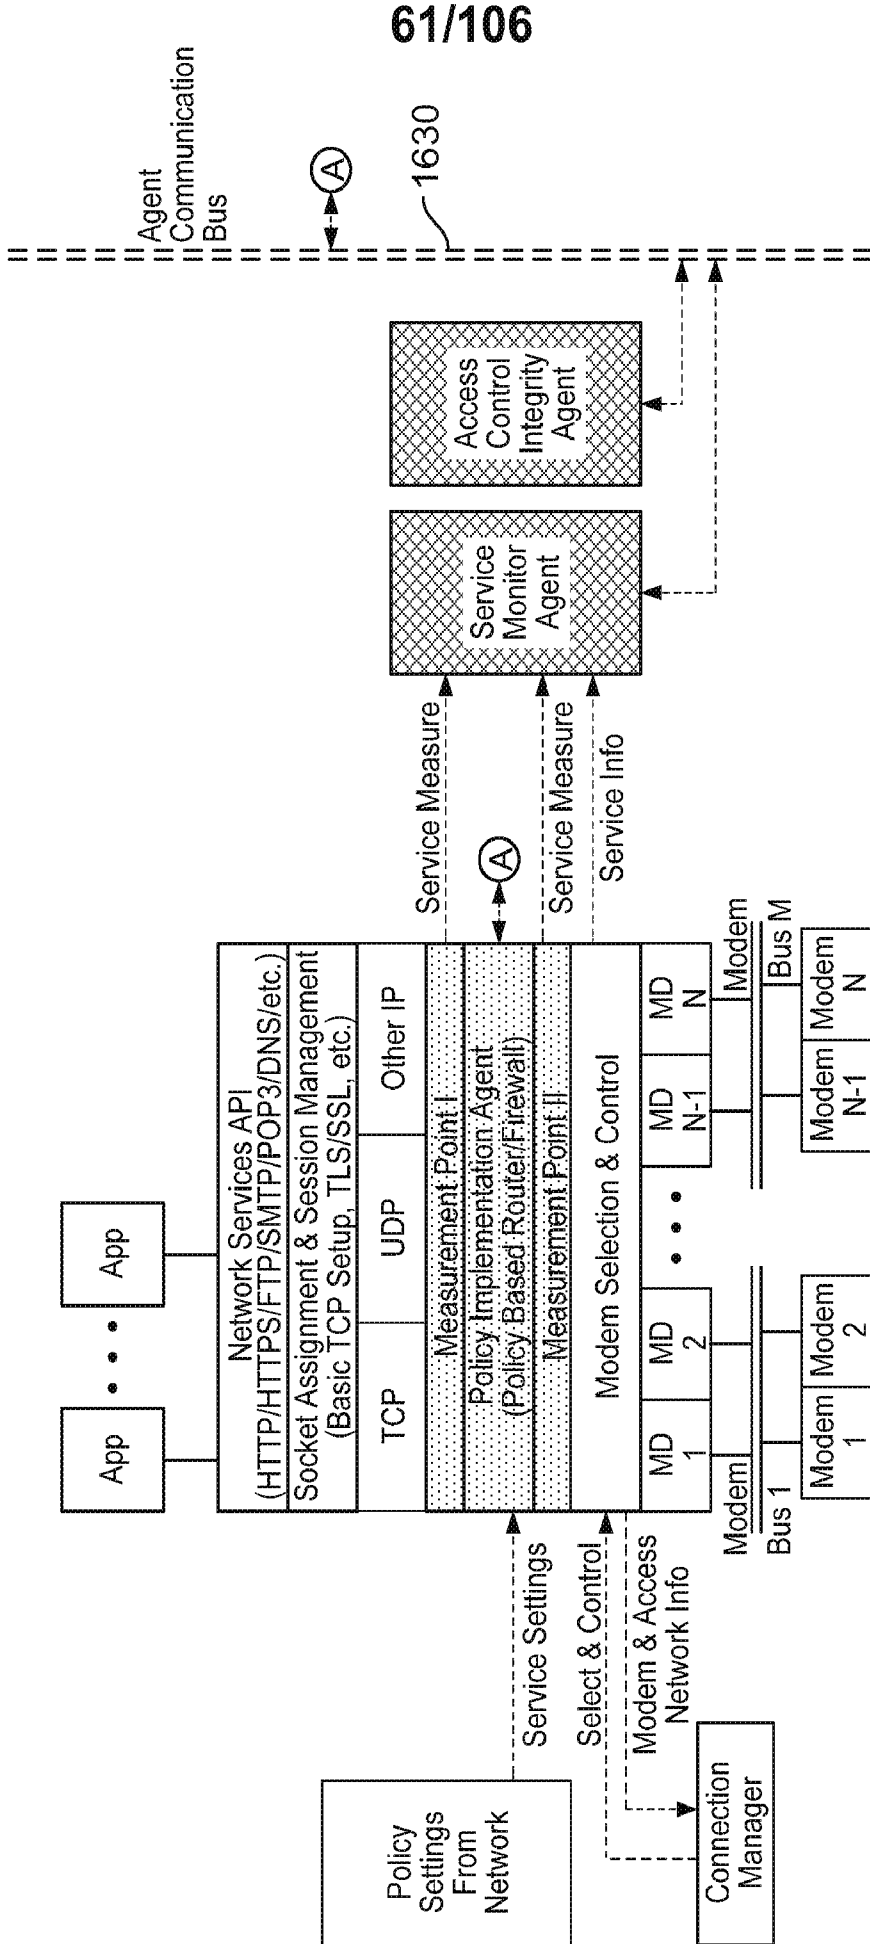 61/106
App
App
Network Services API
(HTTP/HTTPS/FTP/SMTP/POP3/DNS/etc.)
Socket Assignment & Session Management
(Basic TCP Setup, TLS/SSL, etc.)
TCP
UDP
Other IP
Measurement Point I
Policy Implementation Agent
(Policy Based Router/Firewall)
Measurement Point II
Modem Selection & Control
MD
1
MD
2
MD
N-1
MD
N
Modem
Bus 1
Modem
Bus M
Modem
1
Modem
2
Modem
N-1
Modem
N
Policy
Settings
From
Network
Service Settings
Select & Control
Modem & Access
Network Info
Connection
Manager
Service Measure
A
Service Measure
Service Info
Service
Monitor
Agent
Access
Control
Integrity
Agent
Agent
Communication
Bus
A
1630